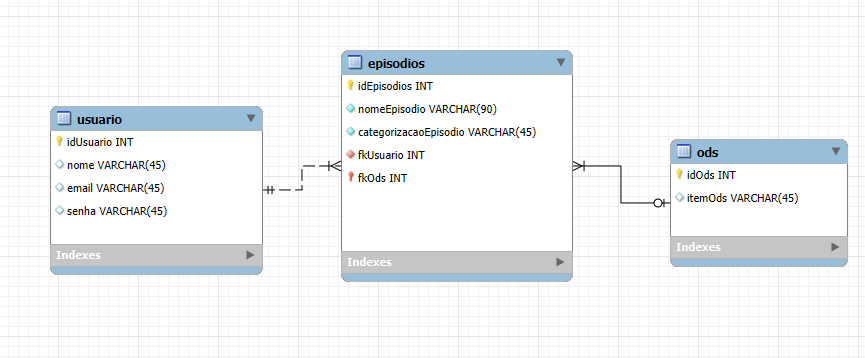 usuario
idUsuario INT
nome VARCHAR(45)
email VARCHAR(45)
senha VARCHAR(45)
Indexes
episodios
idEpisodios INT
nomeEpisodio VARCHAR(90)
categorizacaoEpisodio VARCHAR(45)
fkUsuario INT
fkOds INT
Indexes
ods
idOds INT
itemOds VARCHAR(45)
Indexes